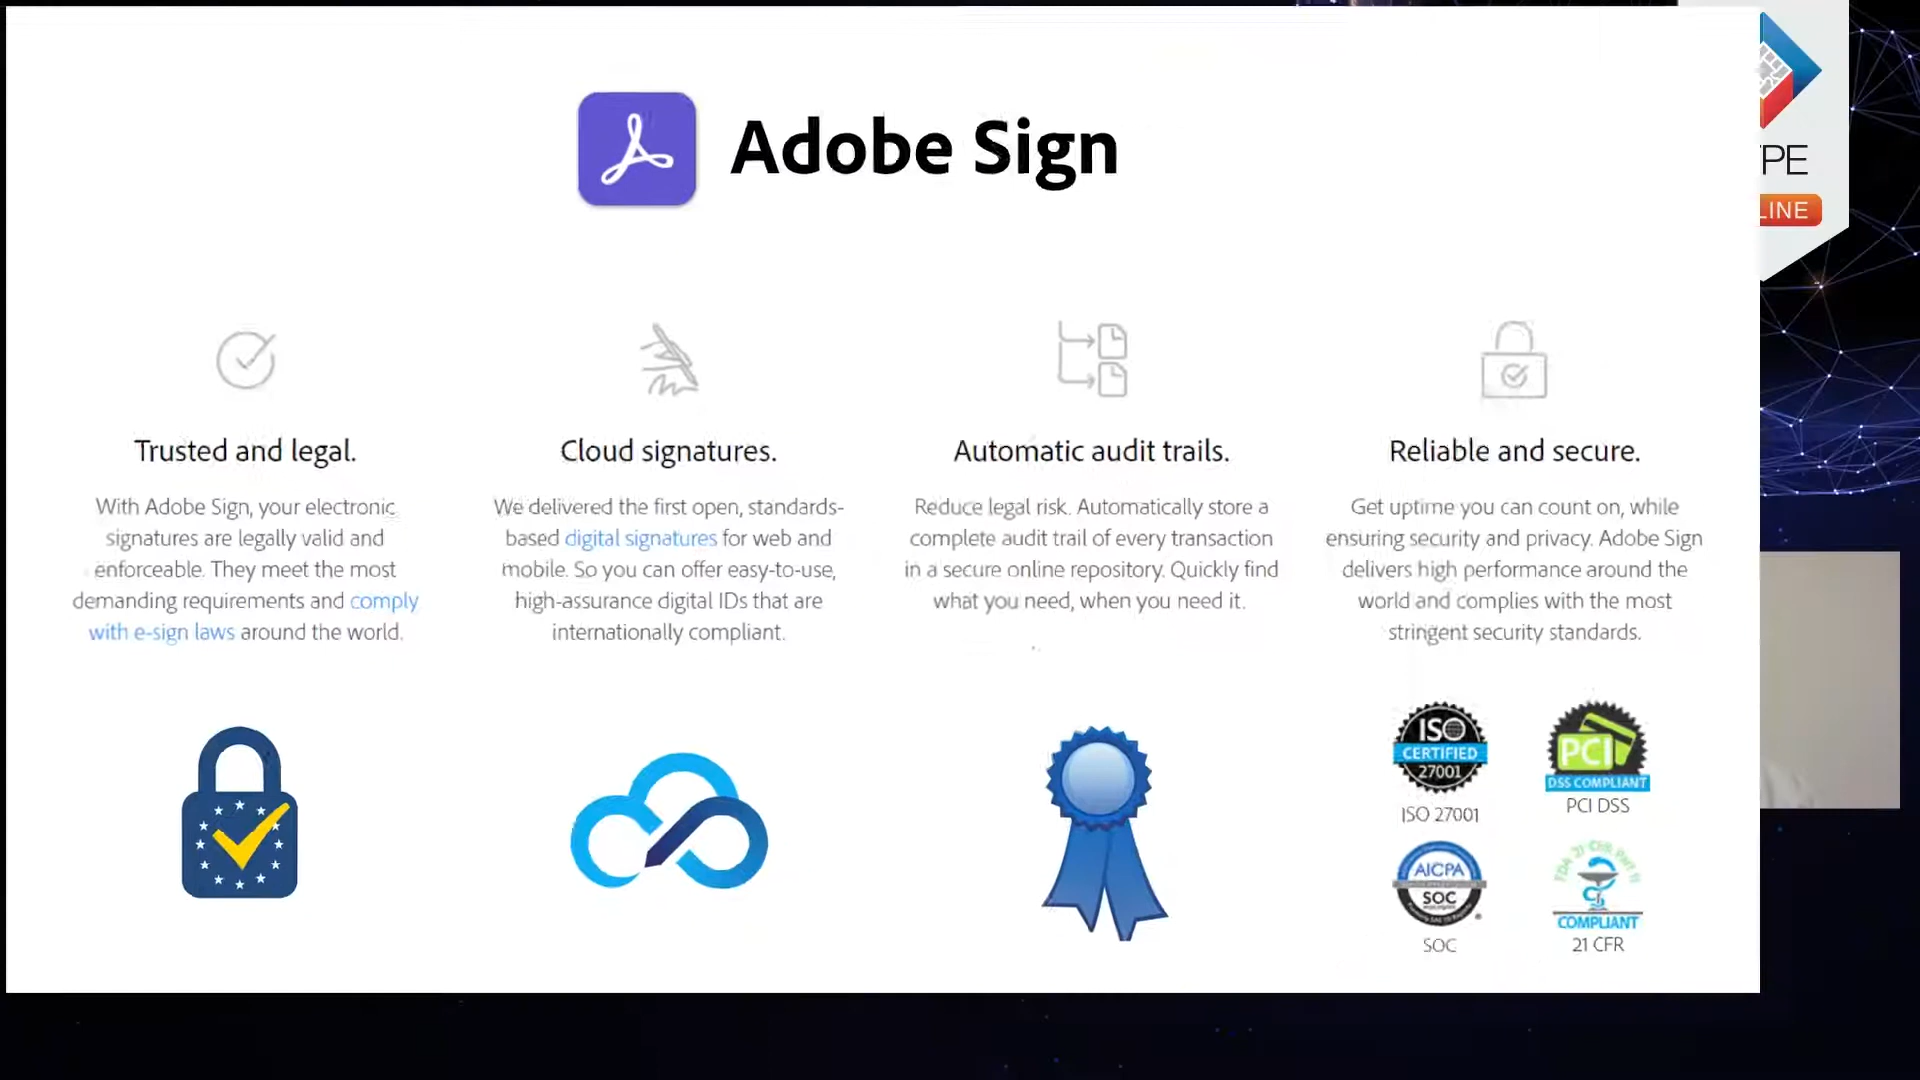 Adobe Sign
Trusted and legal.
With Adobe Sign, your electronic
signatures are legally valid and
enforceable. They meet the most
demanding requirements and comply
with e-sign laws around the world.
Cloud signatures.
We delivered the first open, standards-
based digital signatures for web and
mobile. So you can offer easy-to-use,
high-assurance digital IDs that are
internationally compliant.
Automatic audit trails.
Reduce legal risk. Automatically store a
complete audit trail of every transaction
in a secure online repository. Quickly find
what you need, when you need it.
Reliable and secure.
Get uptime you can count on, while
ensuring security and privacy. Adobe Sign
delivers high performance around the
world and complies with the most
stringent security standards.
ISO
CERTIFIED
27001
ISO 27001
PCI
DSS COMPLIANT
PCI DSS
AICPA
SOC
SOC
FDA 21 CFR Part 11
COMPLIANT
21 CFR
PE
LINE